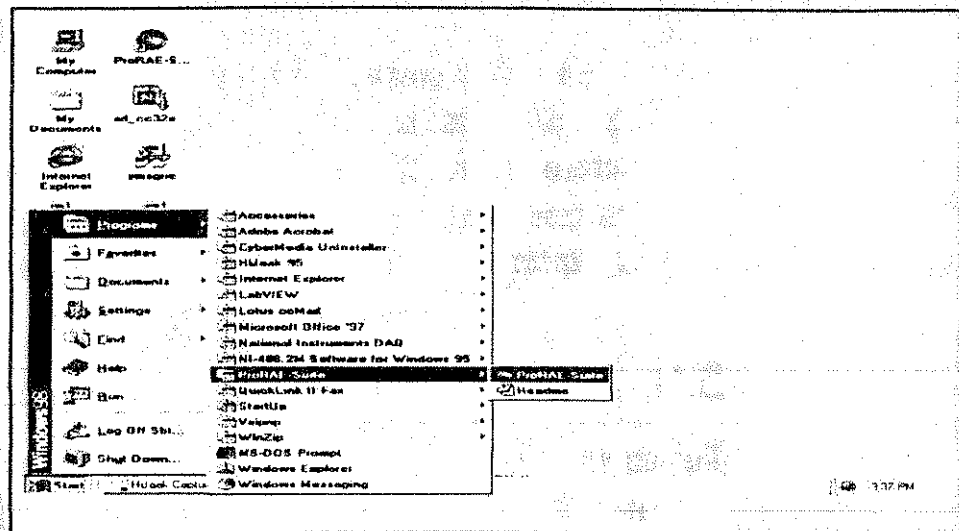 My Computer
ProRAE-S...
My Documents
ad_nc32e
Internet Explorer
Programs
Favorites
Documents
Settings
Find
Help
Run
Log Off
Shut Down...
Accessories
Adobe Acrobat
CyberMedia Uninstaller
Internet Explorer
LabVIEW
Lotus ccMail
Microsoft Office '97
National Instruments DAQ
NI-488.2M Software for Windows 95
ProRAE-Suite
QuickLink II Fax
StartUp
WinZip
MS-DOS Prompt
Windows Explorer
Windows Messaging
ProRAE-Suite
Readme
Windows98
Start
PM